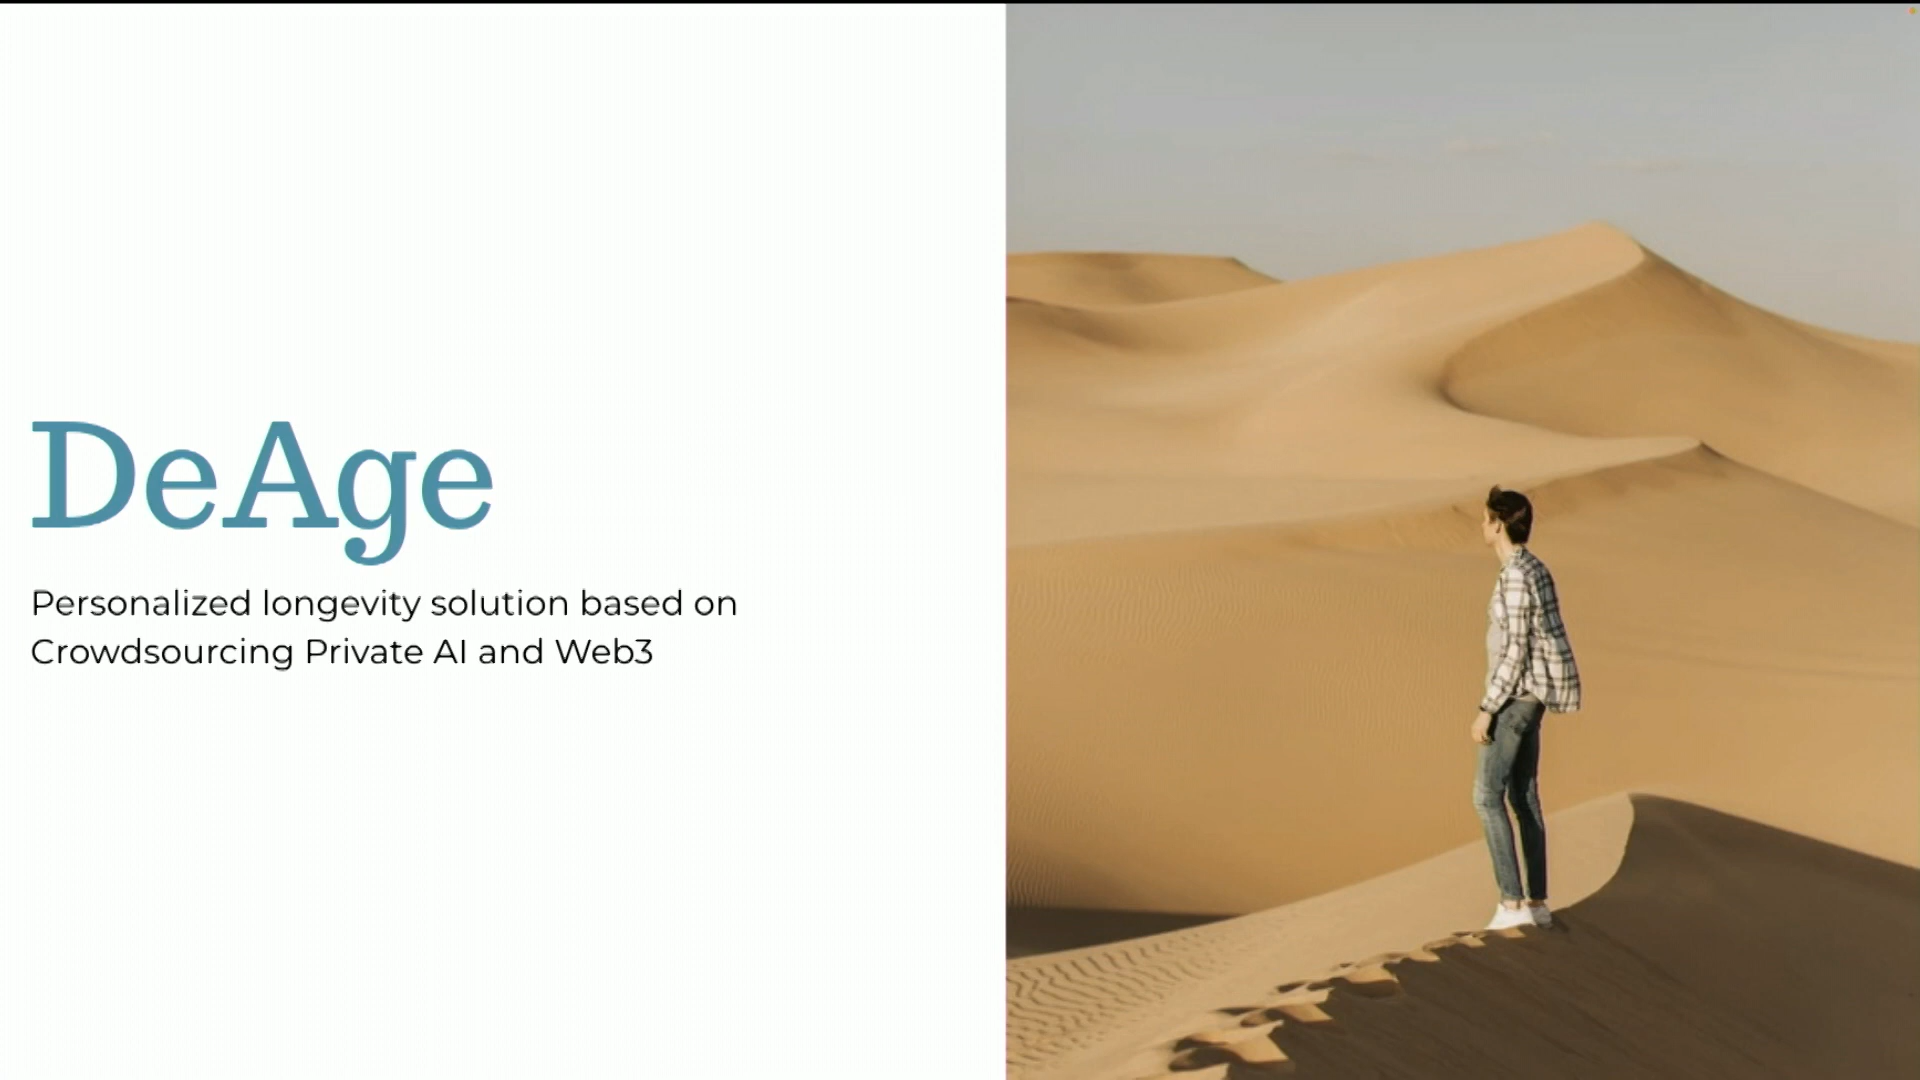 DeAge
Personalized longevity solution based on
Crowdsourcing Private AI and Web3